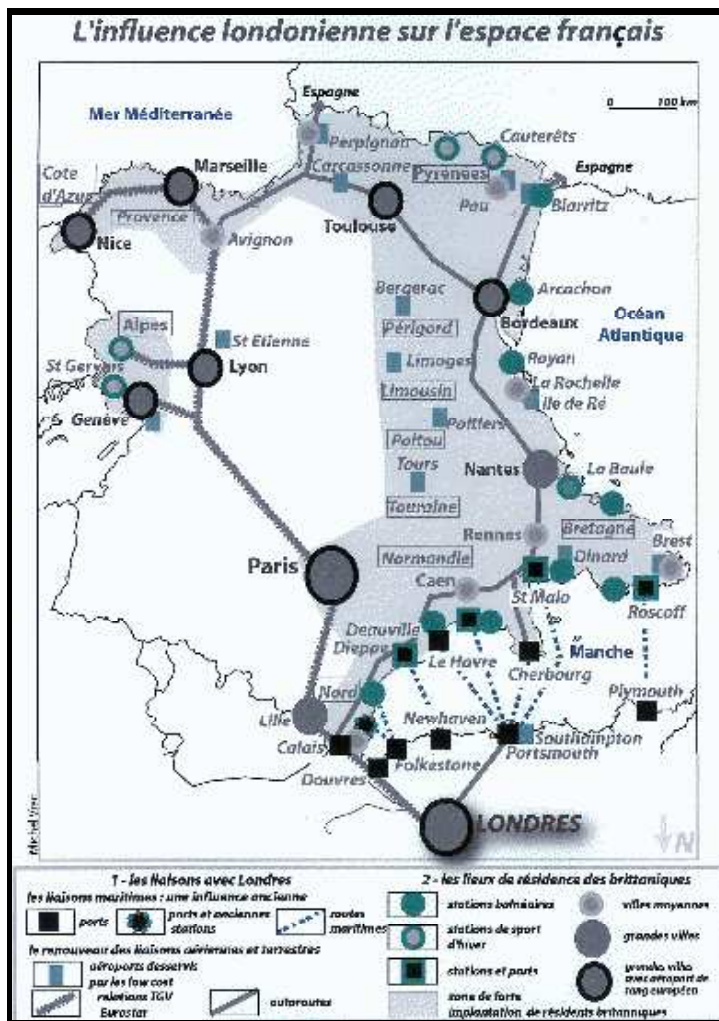 L'influence londonienne sur l'espace français
Espagne
0 100 km
Mer Méditerranée
Perpignan
Cauterêts
Carcassonne
Pyrénées
Espagne
Cote
d'Azur
Marseille
Pau
Biarritz
Provence
Toulouse
Nice
Avignon
Bergerac
Arcachon
Périgord
Bordeaux
Océan
Atlantique
Alpes
St Etienne
St Gervais
Lyon
Limoges
Royan
Limousin
La Rochelle
ile de Ré
Genève
Poitiers
Poitou
Nantes
Tours
La Baule
Touraine
Rennes
Bretagne
Paris
Normandie
Dinard
Brest
Caen
St Malo
Roscoff
Deauville
Dieppe
Manche
Le Havre
Cherbourg
Nord
Plymouth
Lille
Newhaven
Calais
Southampton
Portsmouth
Folkestone
Douvres
LONDRES
N
1 - les liaisons avec Londres
les liaisons maritimes : une influence ancienne
ports
ports et anciennes
stations
routes
maritimes
le renouveau des liaisons aériennes et terrestres
aéroports desservis
par les low cost
relations TGV
Eurostar
autoroutes
2 - les lieux de résidence des brittaniques
stations balnéaires
villes moyennes
stations de sport
d'hiver
grandes villes
stations et ports
grandes villes
avec aéroport de
rang européen
zone de forte
implantation de résidents britanniques